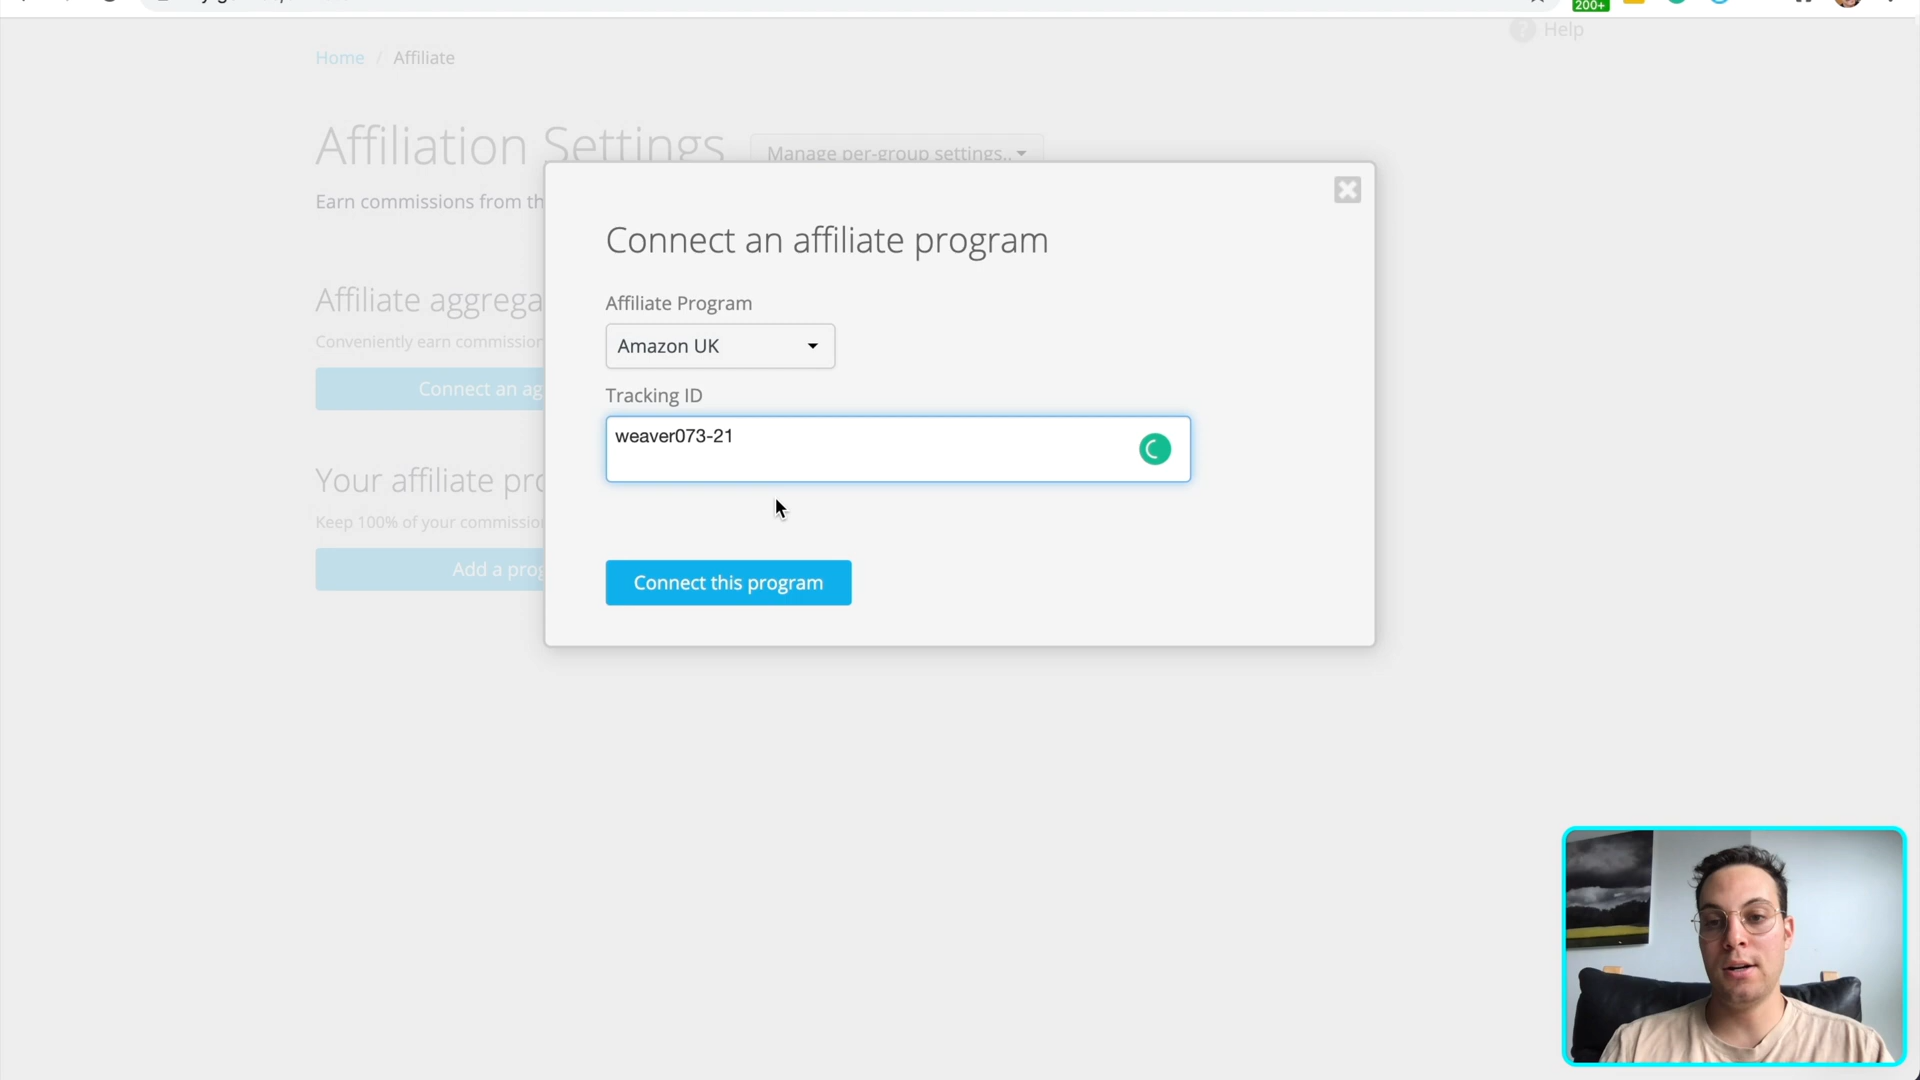 200+
? Help
Home / Affiliate
Affiliation Settings
Manage per-group settings..
Earn commissions from th
Connect an affiliate program
Affiliate Program
Amazon UK
Tracking ID
weaver073-21
Connect this program
Affiliate aggrega
Conveniently earn commission
Connect an ag
Your affiliate pro
Keep 100% of your commission
Add a prog